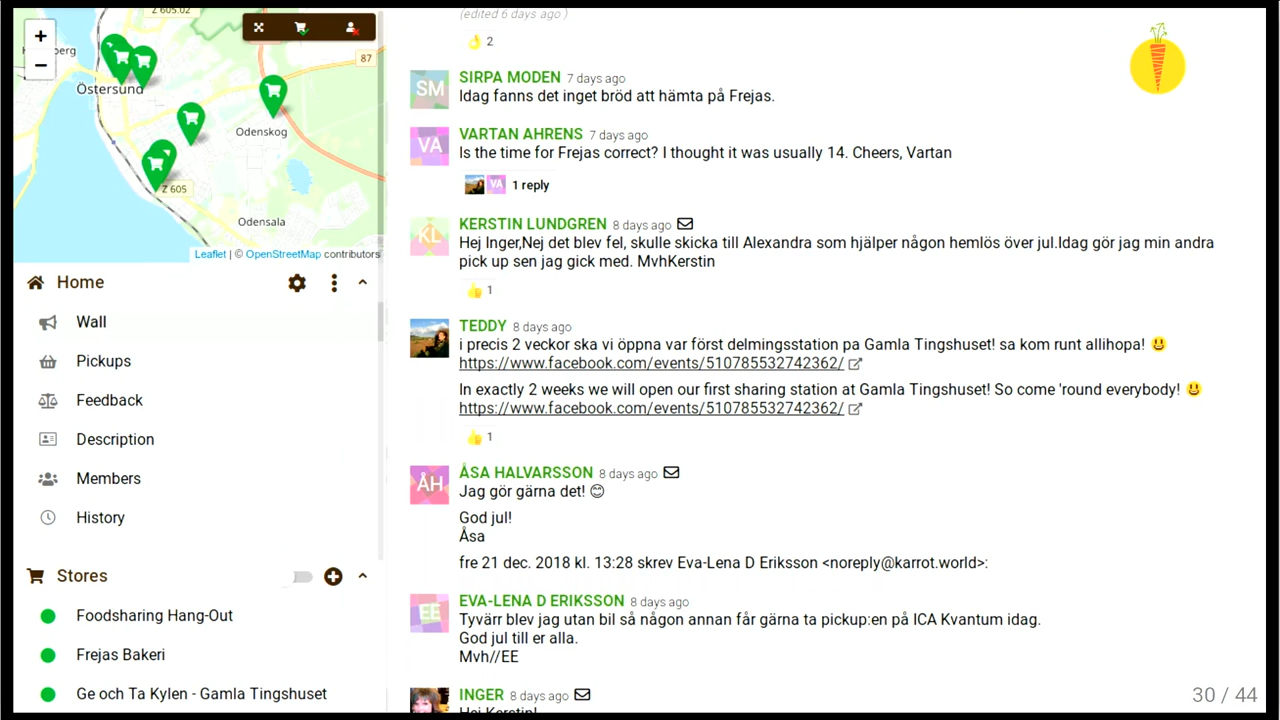 Z 605.02
+
−
87
Östersund
Odenskog
Z 605
Odensala
Leaflet | © OpenStreetMap contributors
Home
Wall
Pickups
Feedback
Description
Members
History
Stores
Foodsharing Hang-Out
Frejas Bakeri
Ge och Ta Kylen - Gamla Tingshuset
(edited 6 days ago )
2
SM
SIRPA MODEN 7 days ago
Idag fanns det inget bröd att hämta på Frejas.
VA
VARTAN AHRENS 7 days ago
Is the time for Frejas correct? I thought it was usually 14. Cheers, Vartan
VA 1 reply
KL
KERSTIN LUNDGREN 8 days ago
Hej Inger,Nej det blev fel, skulle skicka till Alexandra som hjälper någon hemlös över jul.Idag gör jag min andra
pick up sen jag gick med. MvhKerstin
1
TEDDY 8 days ago
i precis 2 veckor ska vi öppna var först delmingsstation pa Gamla Tingshuset! sa kom runt allihopa! 😃
https://www.facebook.com/events/510785532742362/
In exactly 2 weeks we will open our first sharing station at Gamla Tingshuset! So come 'round everybody! 😃
https://www.facebook.com/events/510785532742362/
1
ÅH
ÅSA HALVARSSON 8 days ago
Jag gör gärna det! 😊
God jul!
Åsa
fre 21 dec. 2018 kl. 13:28 skrev Eva-Lena D Eriksson <noreply@karrot.world>:
EE
EVA-LENA D ERIKSSON 8 days ago
Tyvärr blev jag utan bil så någon annan får gärna ta pickup:en på ICA Kvantum idag.
God jul till er alla.
Mvh//EE
INGER 8 days ago
Hej Kerstin!
30 / 44